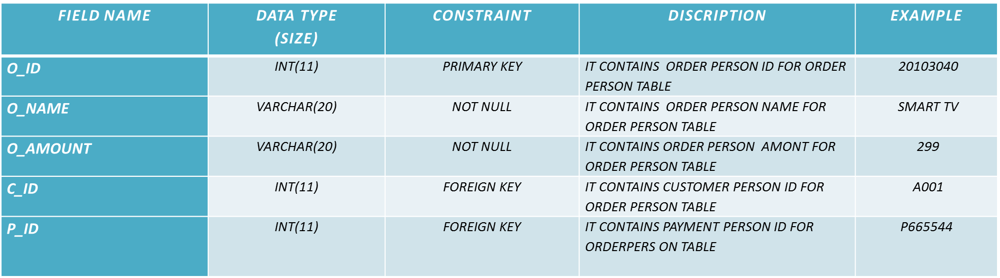 FIELD NAME
DATA TYPE
(SIZE)
CONSTRAINT
DISCRIPTION
EXAMPLE
O_ID
INT(11)
PRIMARY KEY
IT CONTAINS  ORDER PERSON ID FOR ORDER
PERSON TABLE
20103040
O_NAME
VARCHAR(20)
NOT NULL
IT CONTAINS  ORDER PERSON NAME FOR
ORDER PERSON TABLE
SMART TV
O_AMOUNT
VARCHAR(20)
NOT NULL
IT CONTAINS ORDER PERSON  AMONT FOR
ORDER PERSON TABLE
299
C_ID
INT(11)
FOREIGN KEY
IT CONTAINS CUSTOMER PERSON ID FOR
ORDER PERSON TABLE
A001
P_ID
INT(11)
FOREIGN KEY
IT CONTAINS PAYMENT PERSON ID FOR
ORDERPERS ON TABLE
P665544